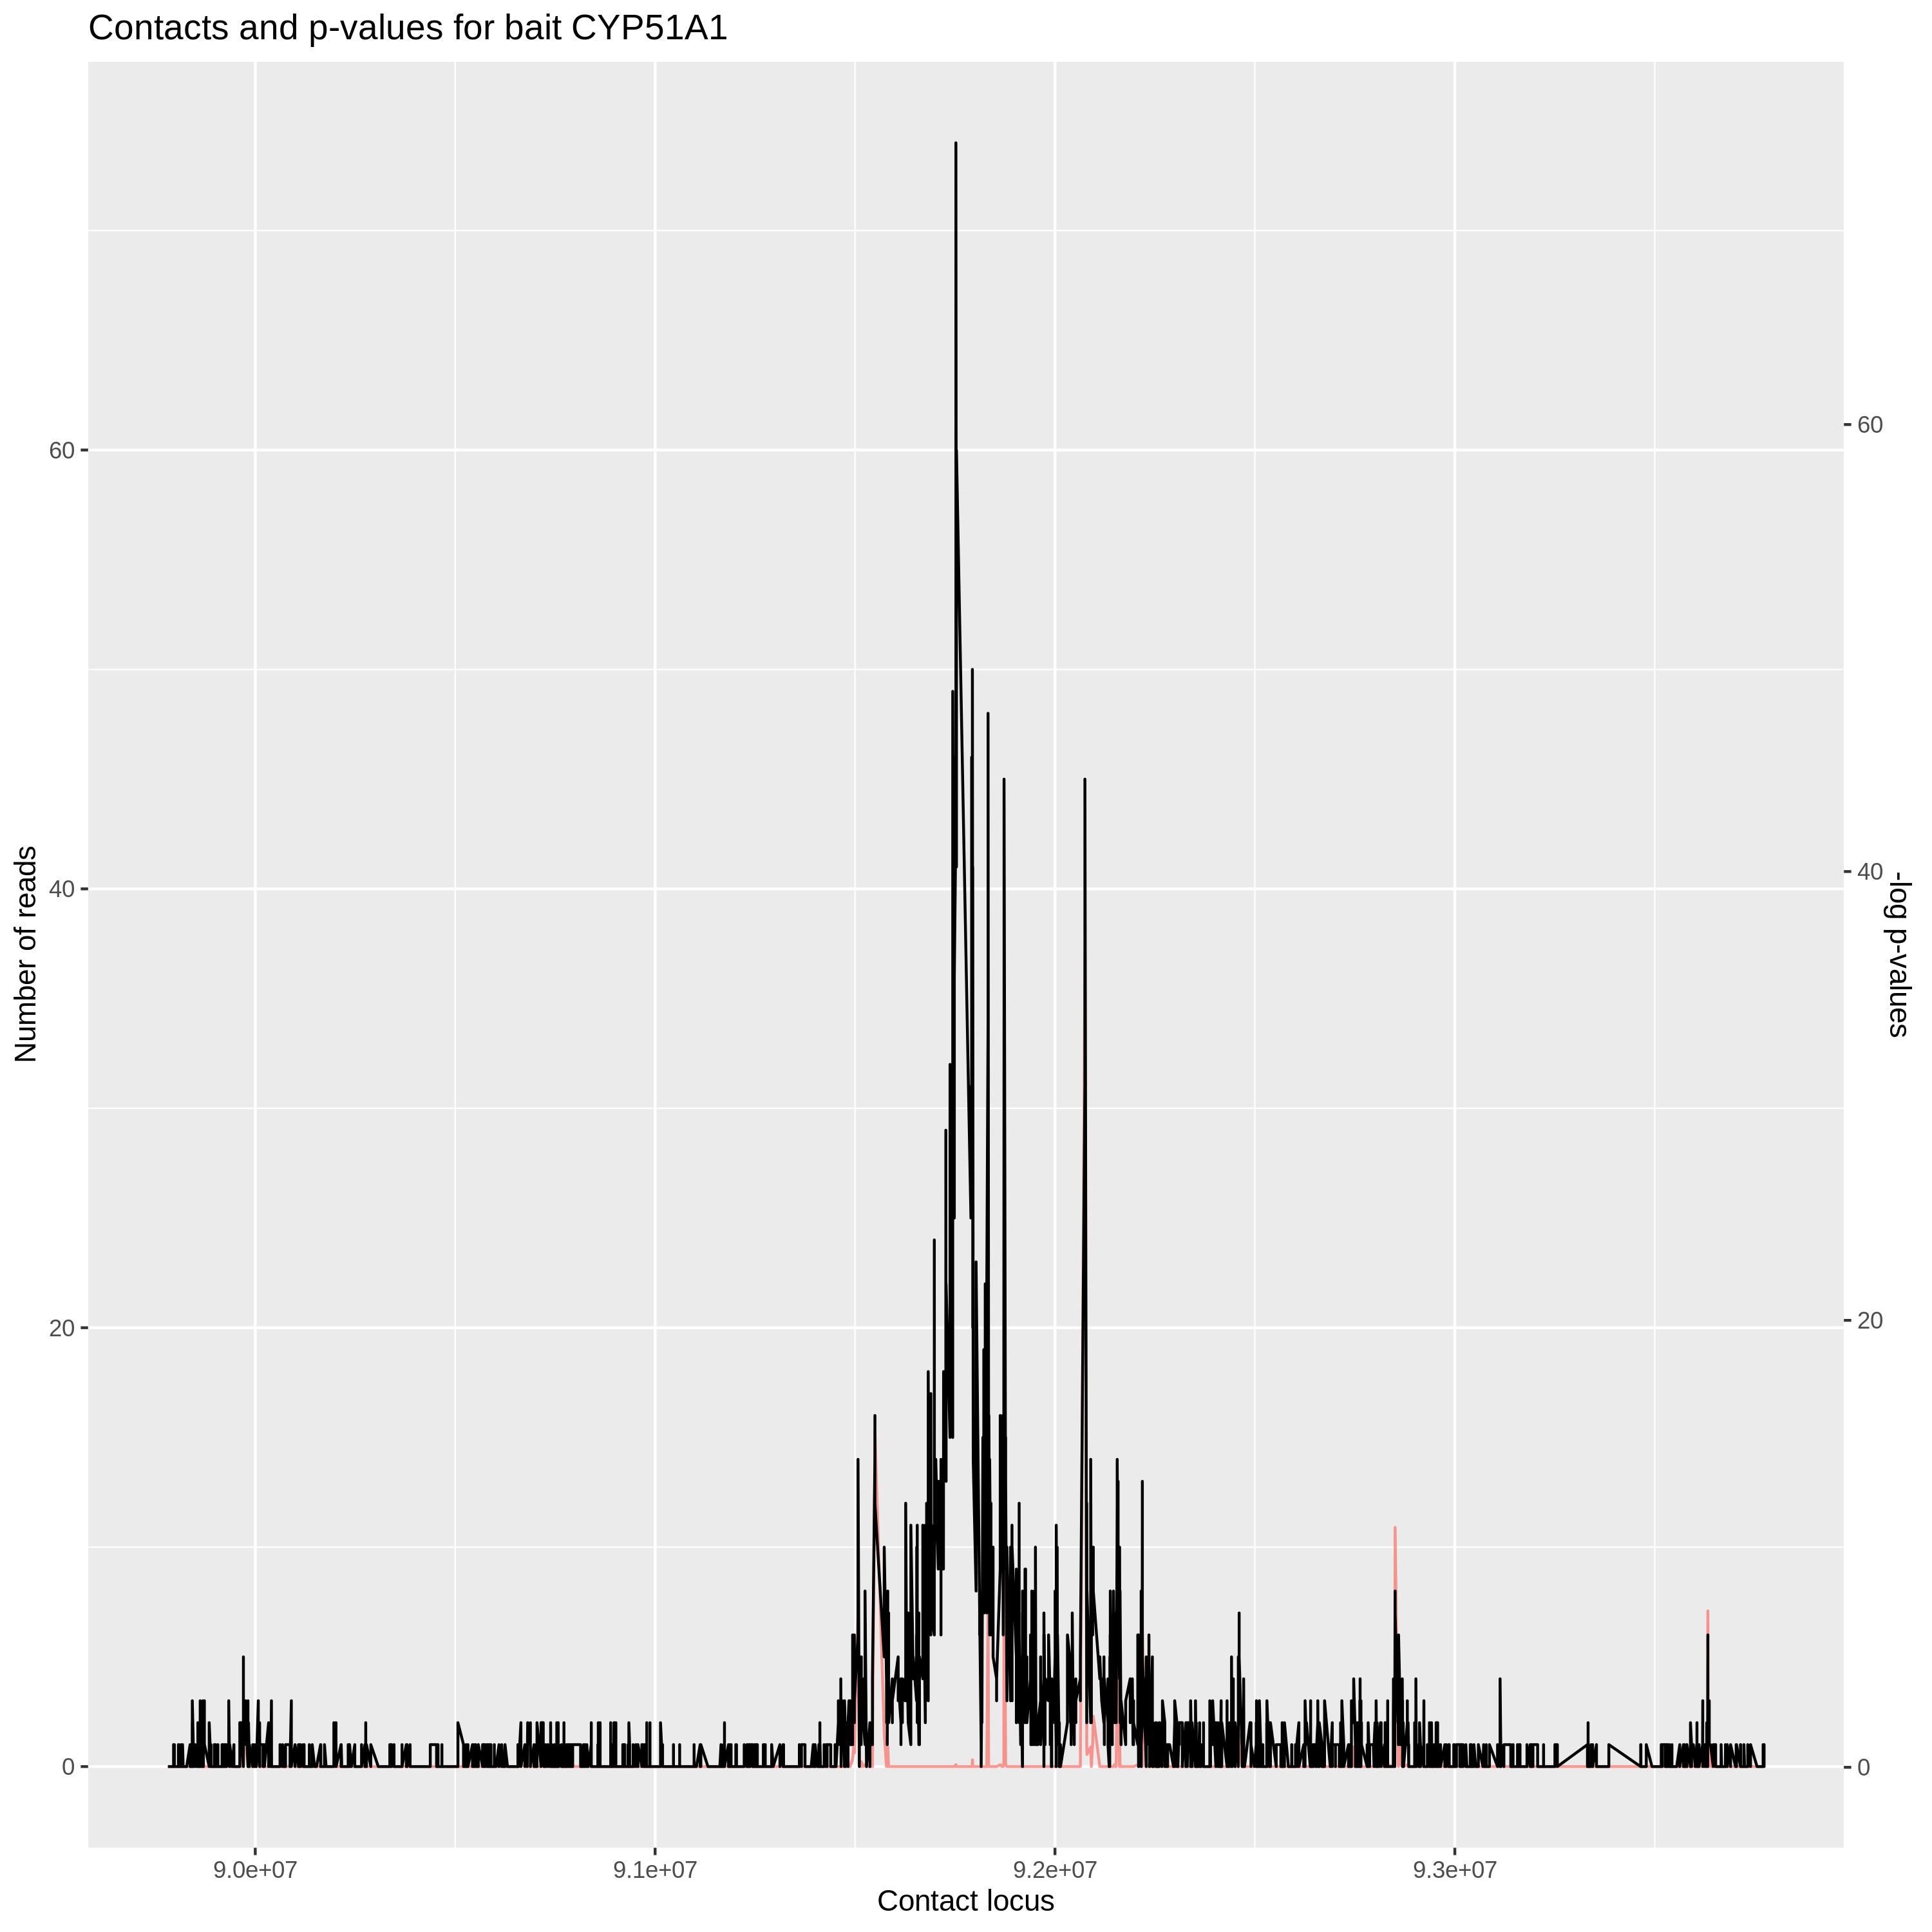 Contacts and p-values for bait CYP51A1
60
40
20
0
Number of reads
60
40
20
0
-log p-values
9.0e+07 9.1e+07 9.2e+07 9.3e+07
Contact locus